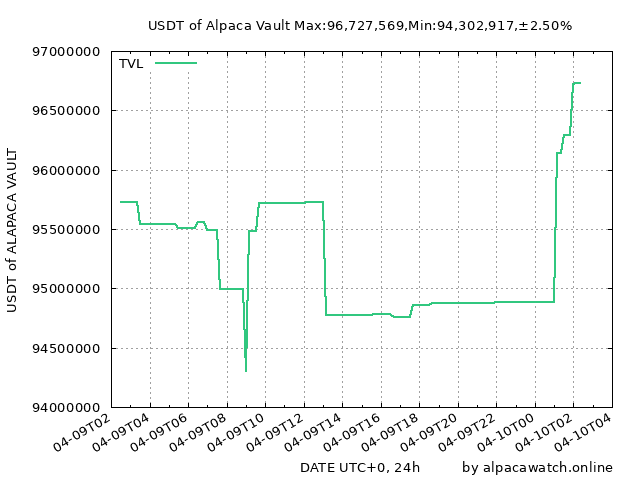 USDT of Alpaca Vault Max:96,727,569,Min:94,302,917,±2.50%
TVL
97000000
96500000
96000000
95500000
95000000
94500000
94000000
USDT of ALAPACA VAULT
04-09T02
04-09T04
04-09T06
04-09T08
04-09T10
04-09T12
04-09T14
04-09T16
04-09T18
04-09T20
04-09T22
04-10T00
04-10T02
04-10T04
DATE UTC+0, 24h
by alpacawatch.online